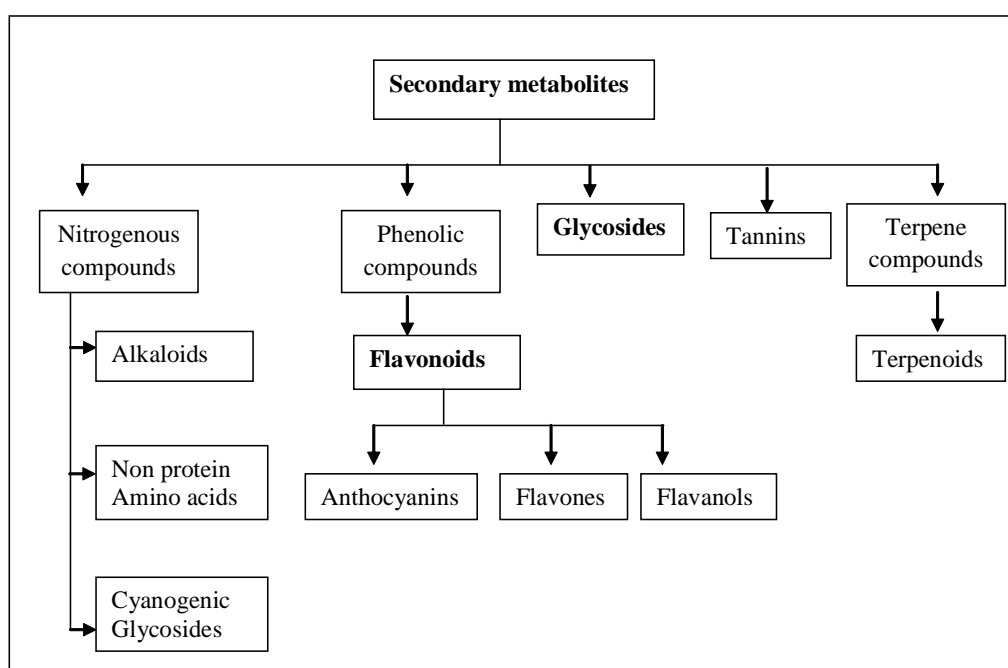 Secondary metabolites
Nitrogenous
compounds
Phenolic
compounds
Glycosides
Tannins
Terpene
compounds
Alkaloids
Flavonoids
Terpenoids
Non protein
Amino acids
Anthocyanins
Flavones
Flavanols
Cyanogenic
Glycosides